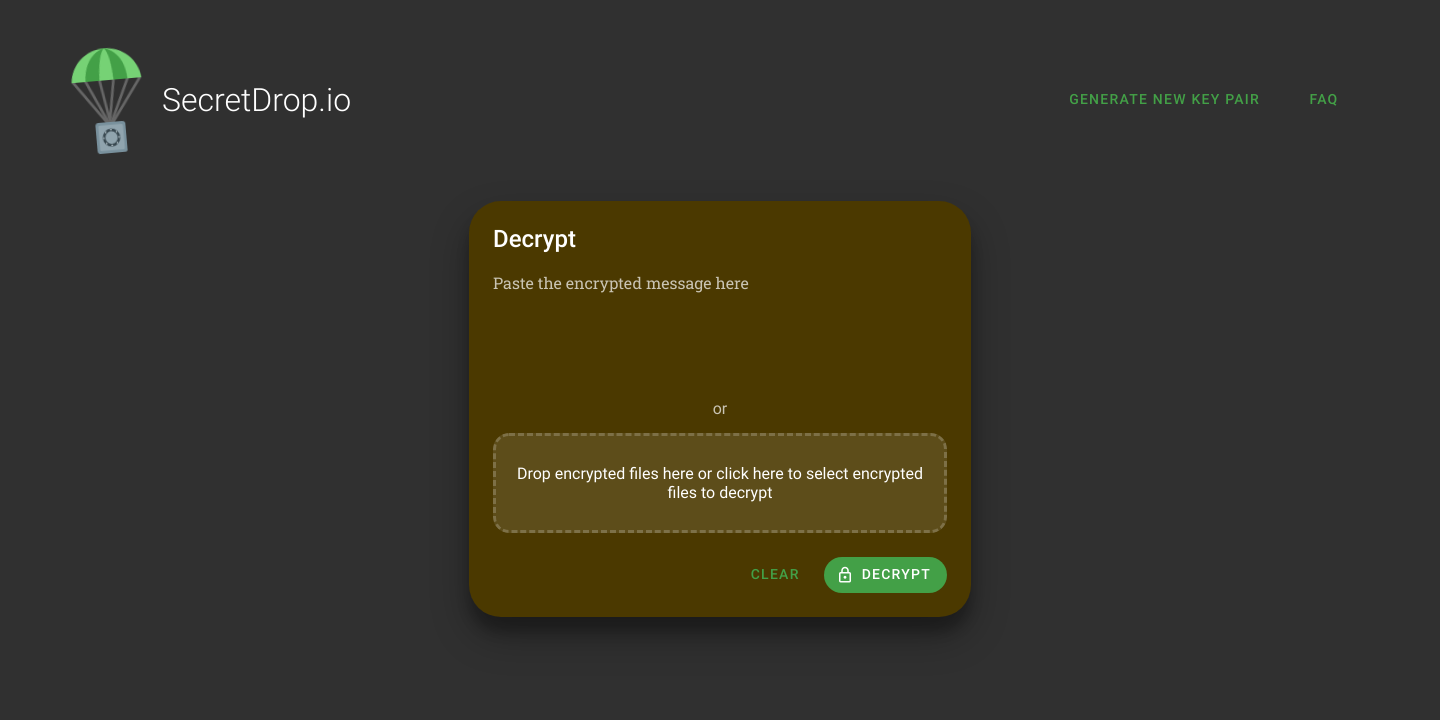 SecretDrop.io
GENERATE NEW KEY PAIR
FAQ
Decrypt
Paste the encrypted message here
or
Drop encrypted files here or click here to select encrypted
files to decrypt
CLEAR
DECRYPT